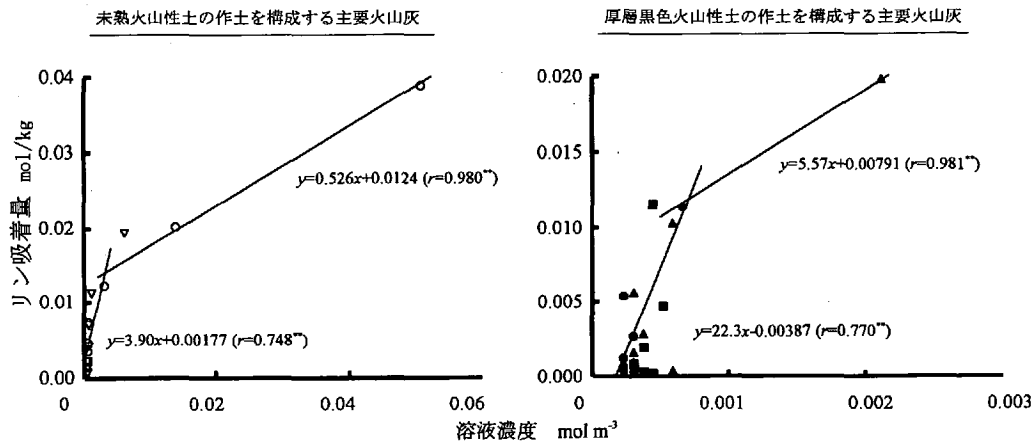 未熟火山性土の作土を構成する主要火山灰
厚層黒色火山性土の作土を構成する主要火山灰
リン吸着量 mol/kg
0.04
0.03
0.02
0.01
0.00
y=0.526x+0.0124 (r=0.980**)
y=3.90x+0.00177 (r=0.748**)
0
0.02
0.04
0.06
0.020
0.015
0.010
0.005
0.000
y=5.57x+0.00791 (r=0.981**)
y=22.3x-0.00387 (r=0.770**)
0
0.001
0.002
0.003
溶液濃度 mol m⁻³